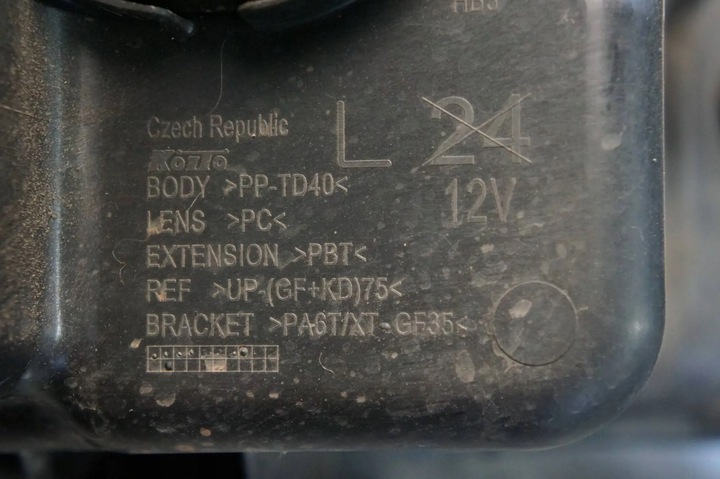 HB3
Czech Republic
L 24
KOITO
12V
BODY >PP-TD40<
LENS >PC<
EXTENSION >PBT<
REF >UP-(GF+KD)75<
BRACKET >PA6T/XT-GF35<